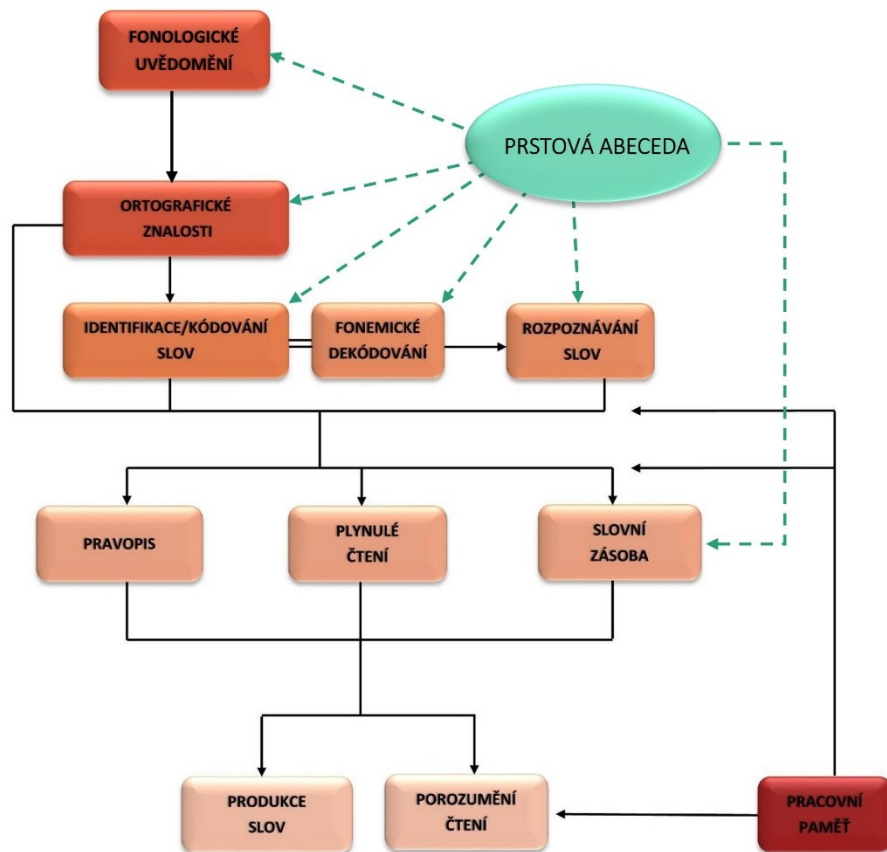 FONOLOGICKÉ
UVĚDOMĚNÍ
PRSTOVÁ ABECEDA
ORTOGRAFICKÉ
ZNALOSTI
IDENTIFIKACE/KÓDOVÁNÍ
SLOV
FONEMICKÉ
DEKÓDOVÁNÍ
ROZPOZNÁVÁNÍ
SLOV
PRAVOPIS
PLYNULÉ
ČTENÍ
SLOVNÍ
ZÁSOBA
PRODUKCE
SLOV
POROZUMĚNÍ
ČTENÍ
PRACOVNÍ
PAMĚŤ